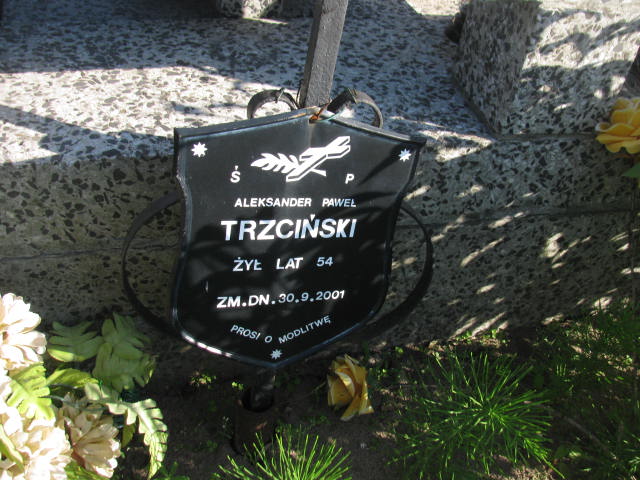 Ś P
ALEKSANDER PAWEŁ
TRZCIŃSKI
ŻYŁ LAT 54
ZM.DN.30.9.2001
PROSI O MODLITWĘ